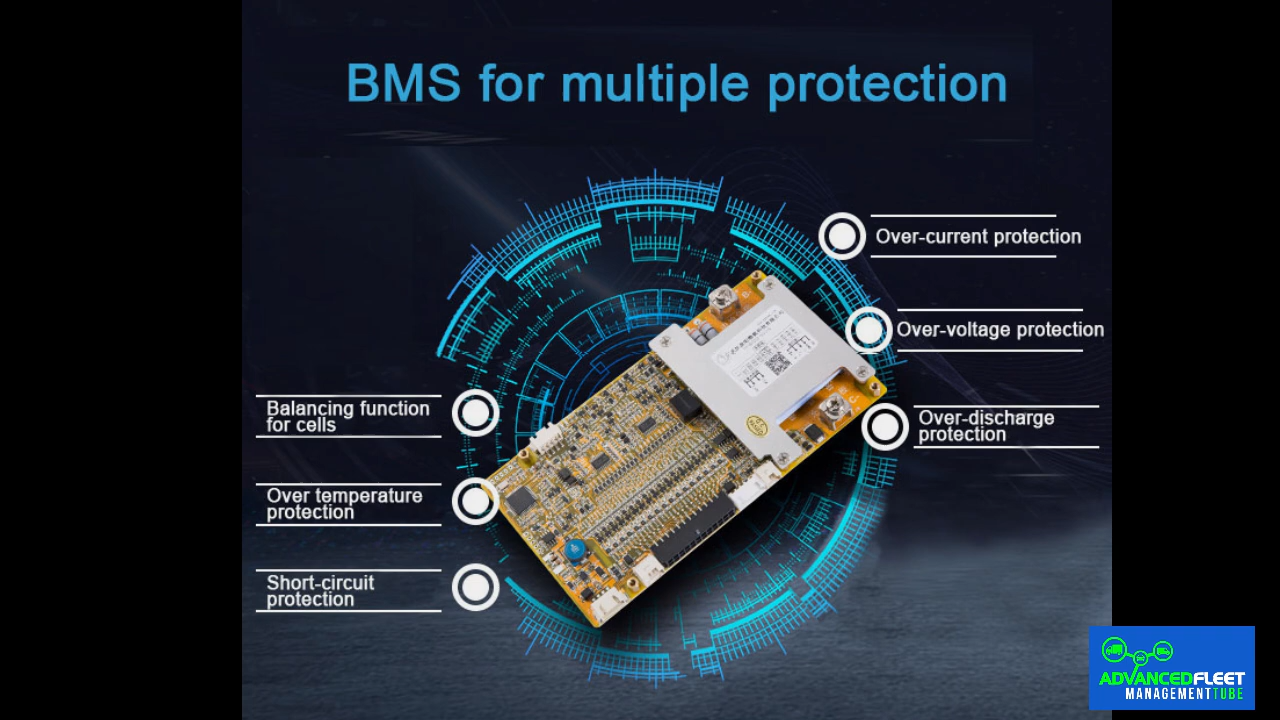 BMS for multiple protection
Over-current protection
Over-voltage protection
Over-discharge
protection
Balancing function
for cells
Over temperature
protection
Short-circuit
protection
ADVANCEDFLEET
MANAGEMENTTUBE